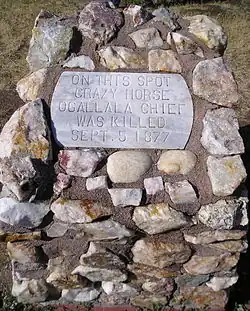 ON THIS SPOT
CRAZY HORSE
OGALLALA CHIEF
WAS KILLED
SEPT. 5 1877